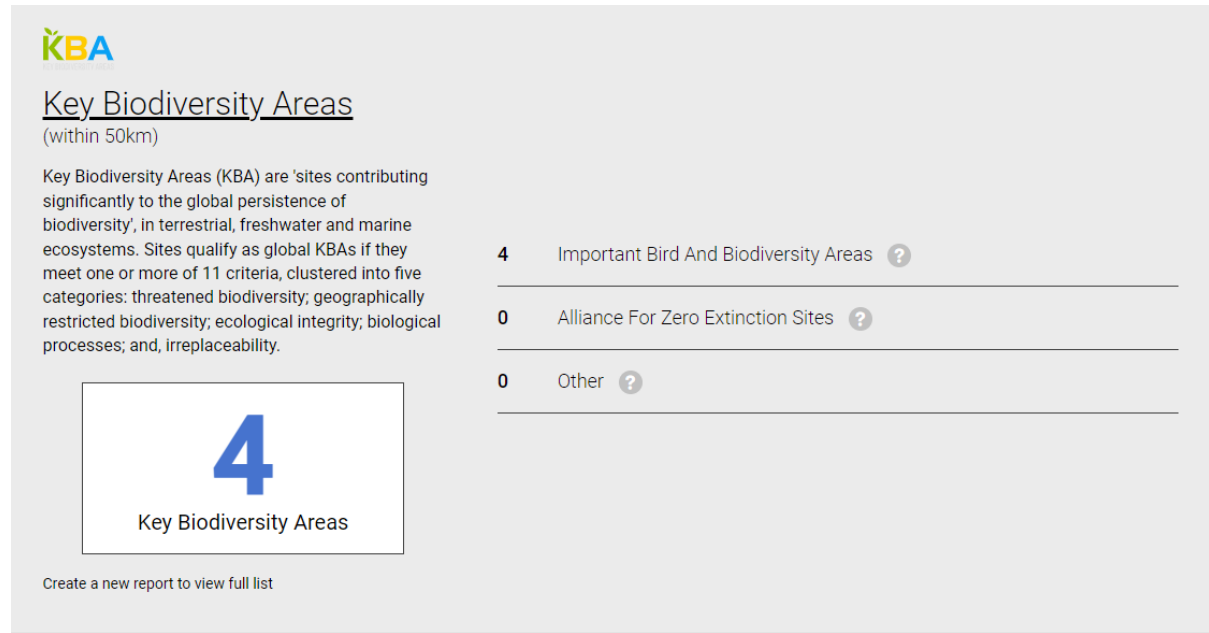 KBA
Key Biodiversity Areas
(within 50km)
Key Biodiversity Areas (KBA) are 'sites contributing
significantly to the global persistence of
biodiversity', in terrestrial, freshwater and marine
ecosystems. Sites qualify as global KBAs if they
meet one or more of 11 criteria, clustered into five
categories: threatened biodiversity; geographically
restricted biodiversity; ecological integrity; biological
processes; and, irreplaceability.
4
Key Biodiversity Areas
Create a new report to view full list
4 Important Bird And Biodiversity Areas ?
0 Alliance For Zero Extinction Sites ?
0 Other ?